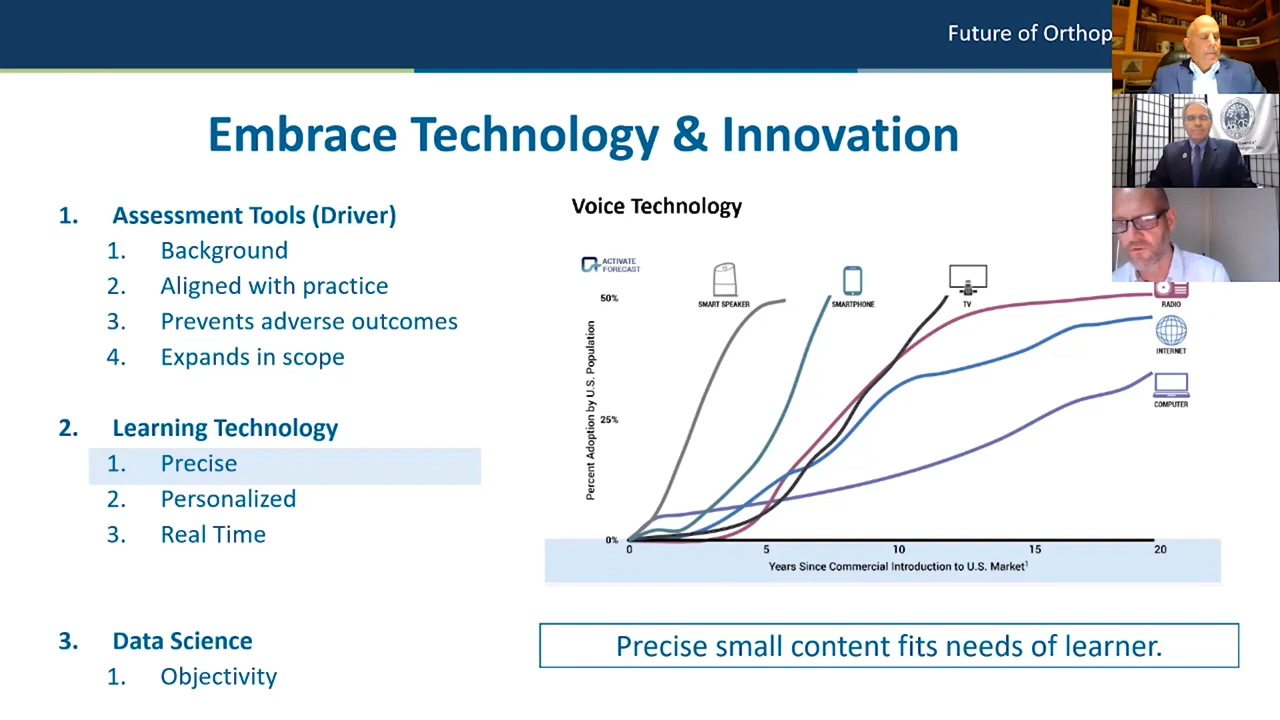 Future of Orthop
Embrace Technology & Innovation
1. Assessment Tools (Driver)
1. Background
2. Aligned with practice
3. Prevents adverse outcomes
4. Expands in scope
2. Learning Technology
1. Precise
2. Personalized
3. Real Time
3. Data Science
1. Objectivity
Voice Technology
ACTIVATE
FORECAST
SMART SPEAKER
SMARTPHONE
TV
RADIO
INTERNET
COMPUTER
50%
25%
0%
Percent Adoption by U.S. Population
0 5 10 15 20
Years Since Commercial Introduction to U.S. Market1
Precise small content fits needs of learner.